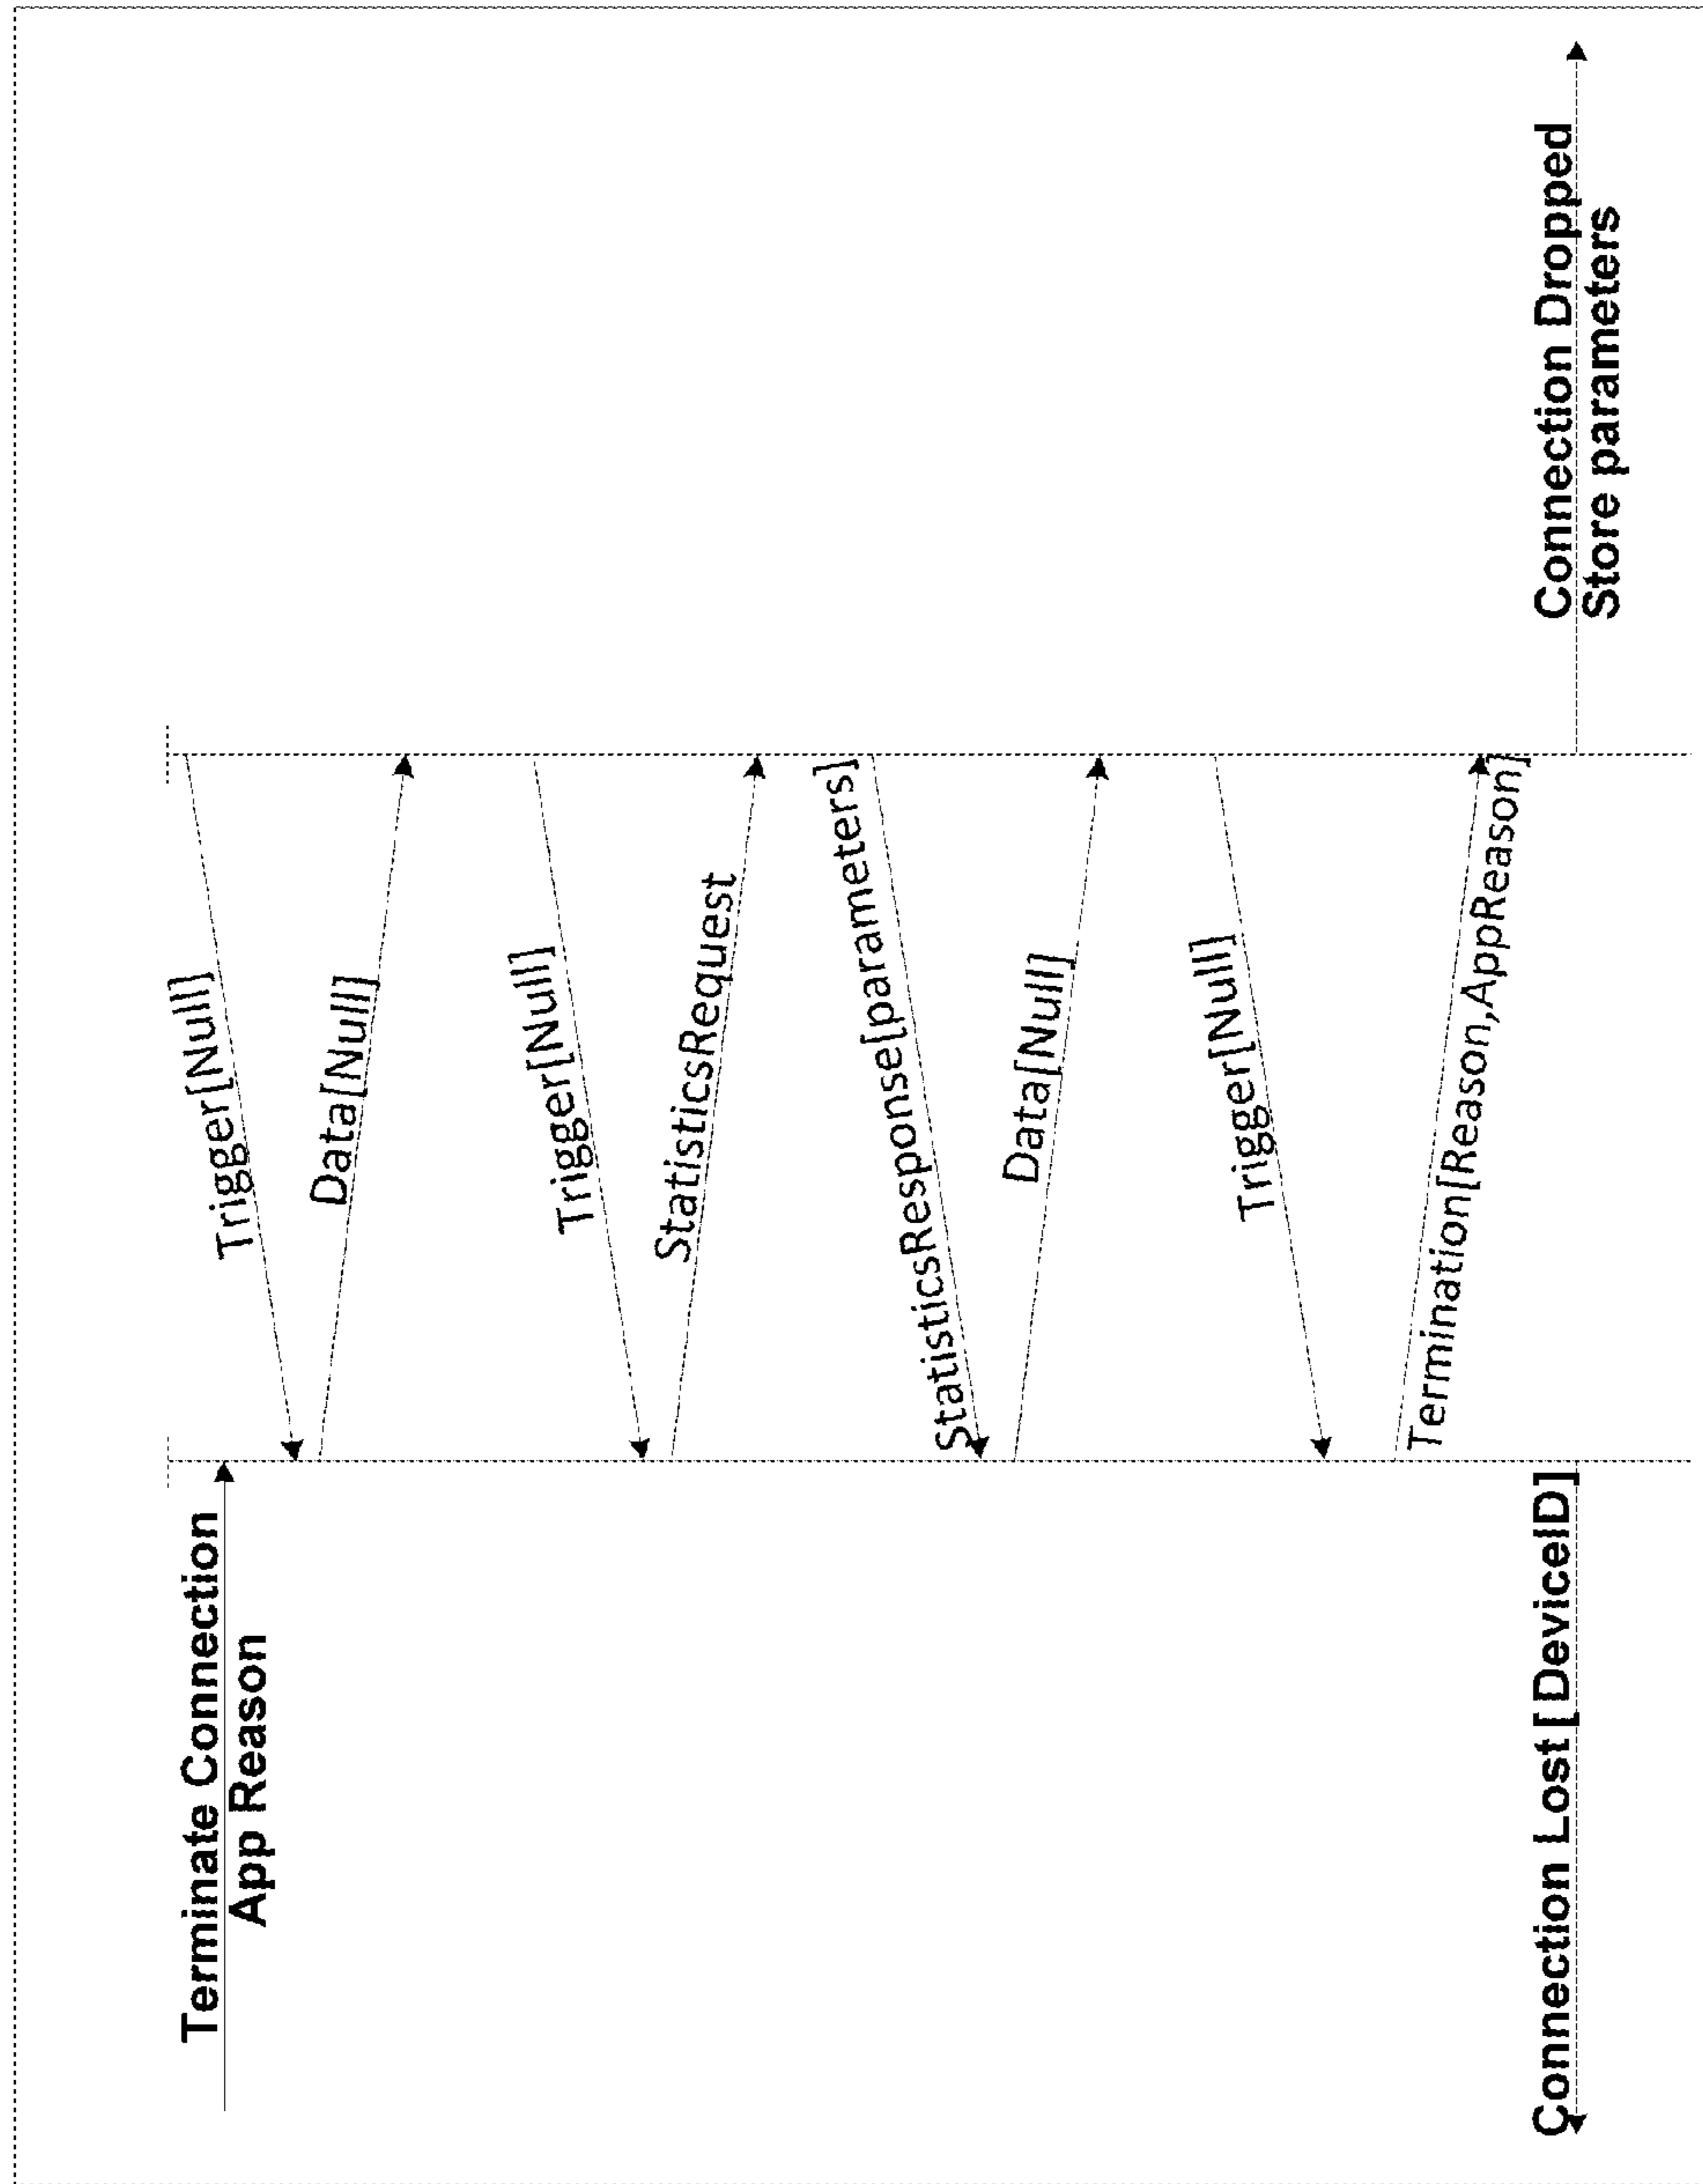 Terminate Connection
App Reason
Trigger[Null]
Data[Null]
Trigger[Null]
StatisticsRequest
StatisticsResponse[parameters]
Data[Null]
Trigger[Null]
Termination[Reason,AppReason]
Connection Lost[DeviceID]
Connection Dropped
Store parameters